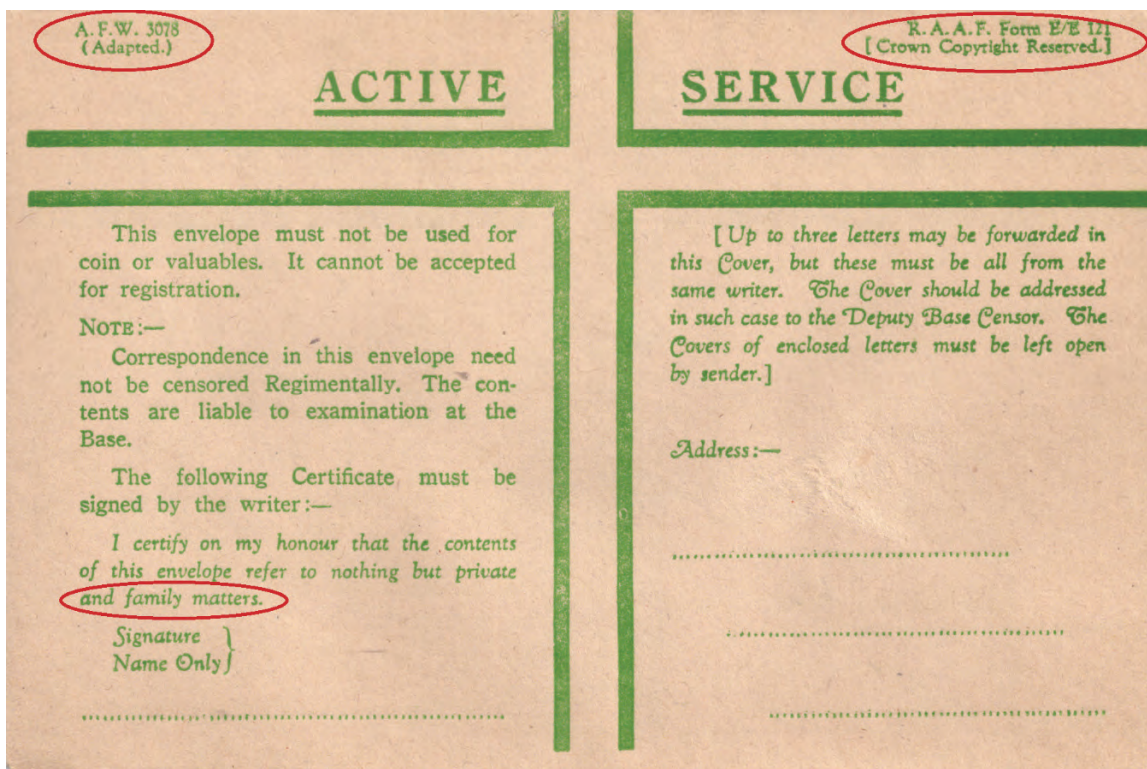 A. F. W. 3078
(Adapted.)
R. A. A. F. Form E/E 121
[Crown Copyright Reserved.]
ACTIVE SERVICE
This envelope must not be used for
coin or valuables. It cannot be accepted
for registration.
NOTE:—
Correspondence in this envelope need
not be censored Regimentally. The con-
tents are liable to examination at the
Base.
The following Certificate must be
signed by the writer:—
I certify on my honour that the contents
of this envelope refer to nothing but private
and family matters.
Signature }
Name Only }
[Up to three letters may be forwarded in
this Cover, but these must be all from the
same writer. The Cover should be addressed
in such case to the Deputy Base Censor. The
Covers of enclosed letters must be left open
by sender.]
Address:—